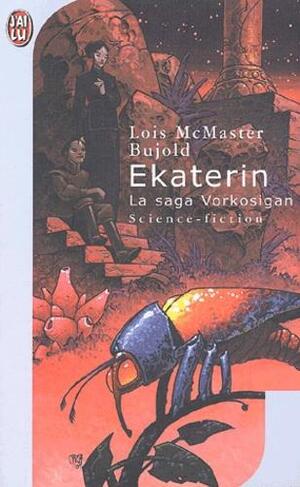 J'AI
LU
Lois McMaster
Bujold
Ekaterin
La saga Vorkosigan
Science-fiction